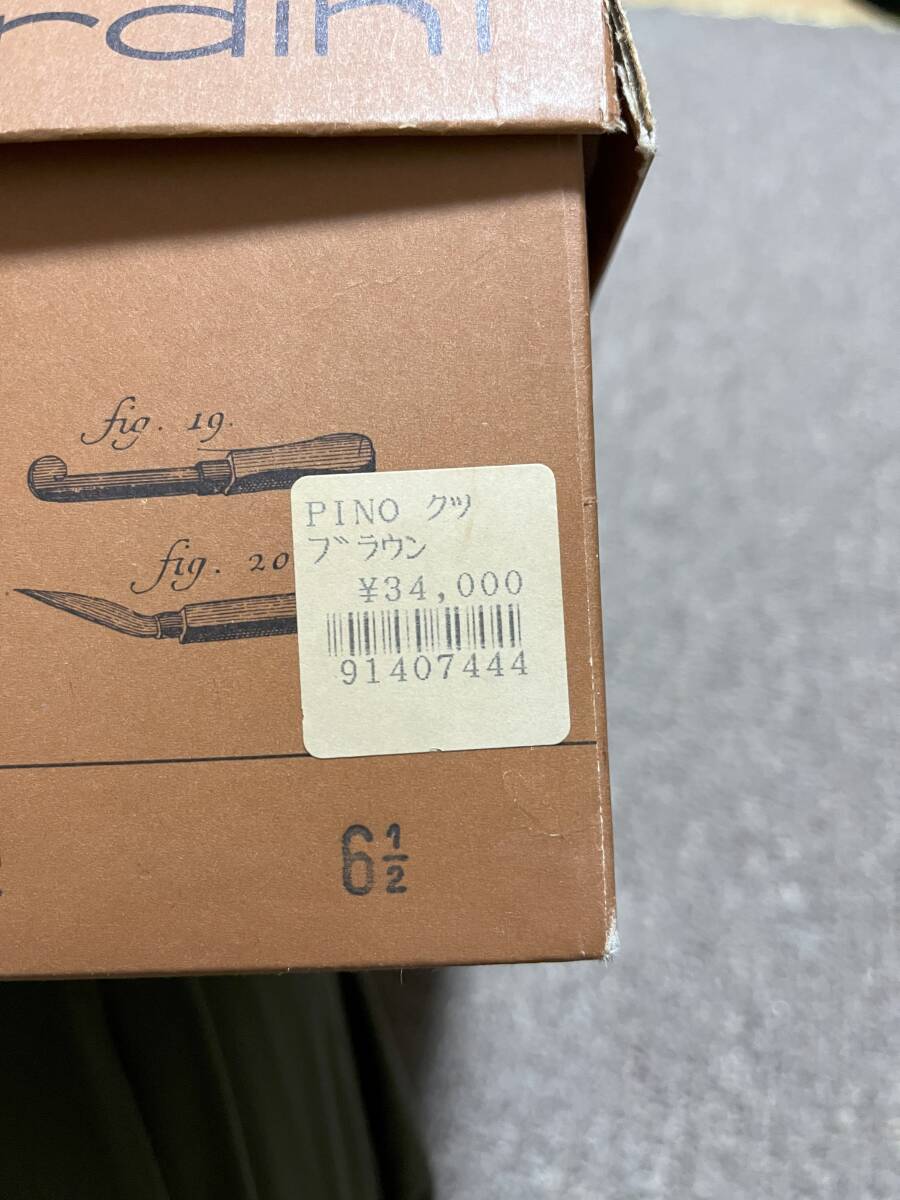 rdini
fig. 19.
fig. 20
PINO クツ
ブラウン
¥34,000
91407444
6½